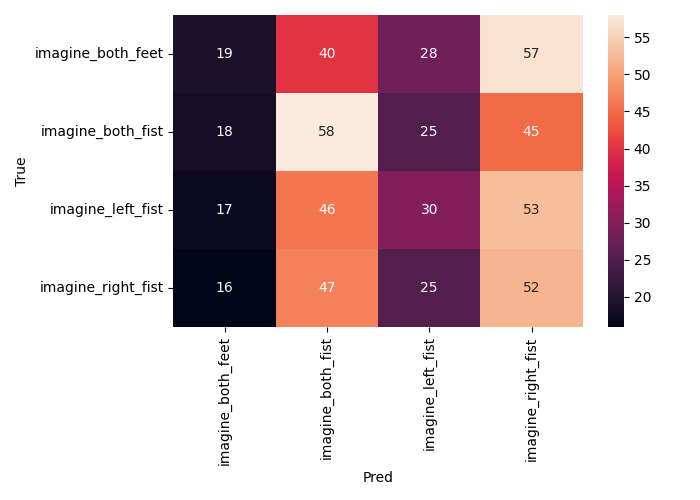 imagine_both_feet 19 40 28 57
imagine_both_fist 18 58 25 45
imagine_left_fist 17 46 30 53
imagine_right_fist 16 47 25 52
True
imagine_both_feet
imagine_both_fist
imagine_left_fist
imagine_right_fist
Pred
55
50
45
40
35
30
25
20